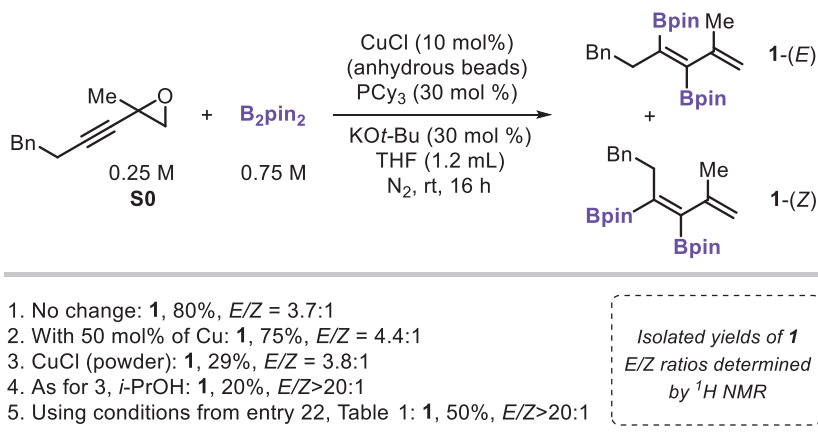 Me
O
Bn
0.25 M
S0
+
B2pin2
0.75 M
CuCl (10 mol%)
(anhydrous beads)
PCy3 (30 mol %)
KOt-Bu (30 mol %)
THF (1.2 mL)
N2, rt, 16 h
Bpin Me
Bn
Bpin
1-(E)
+
Bn
Me
Bpin
Bpin
1-(Z)
1. No change: 1, 80%, E/Z = 3.7:1
2. With 50 mol% of Cu: 1, 75%, E/Z = 4.4:1
3. CuCl (powder): 1, 29%, E/Z = 3.8:1
4. As for 3, i-PrOH: 1, 20%, E/Z>20:1
5. Using conditions from entry 22, Table 1: 1, 50%, E/Z>20:1
Isolated yields of 1
E/Z ratios determined
by 1H NMR